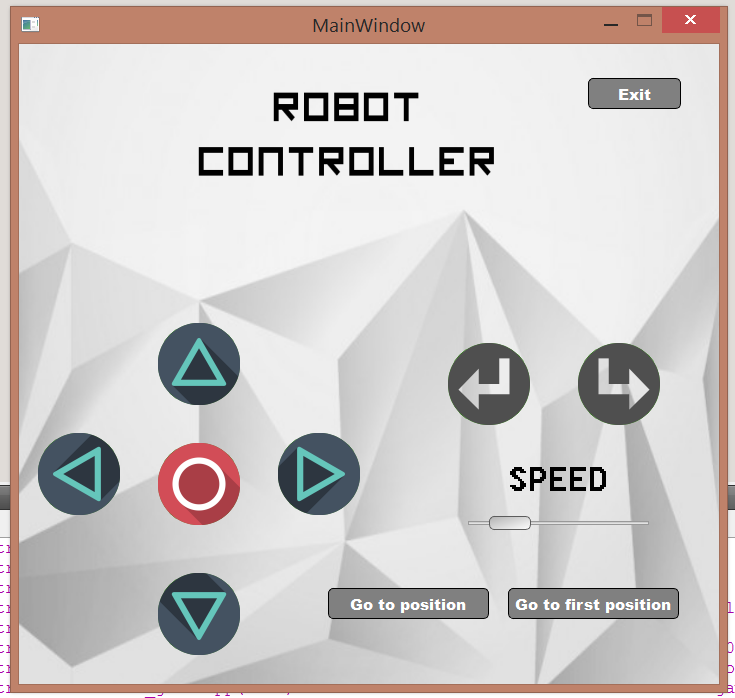 MainWindow
Exit
ROBOT
CONTROLLER
SPEED
Go to position
Go to first position